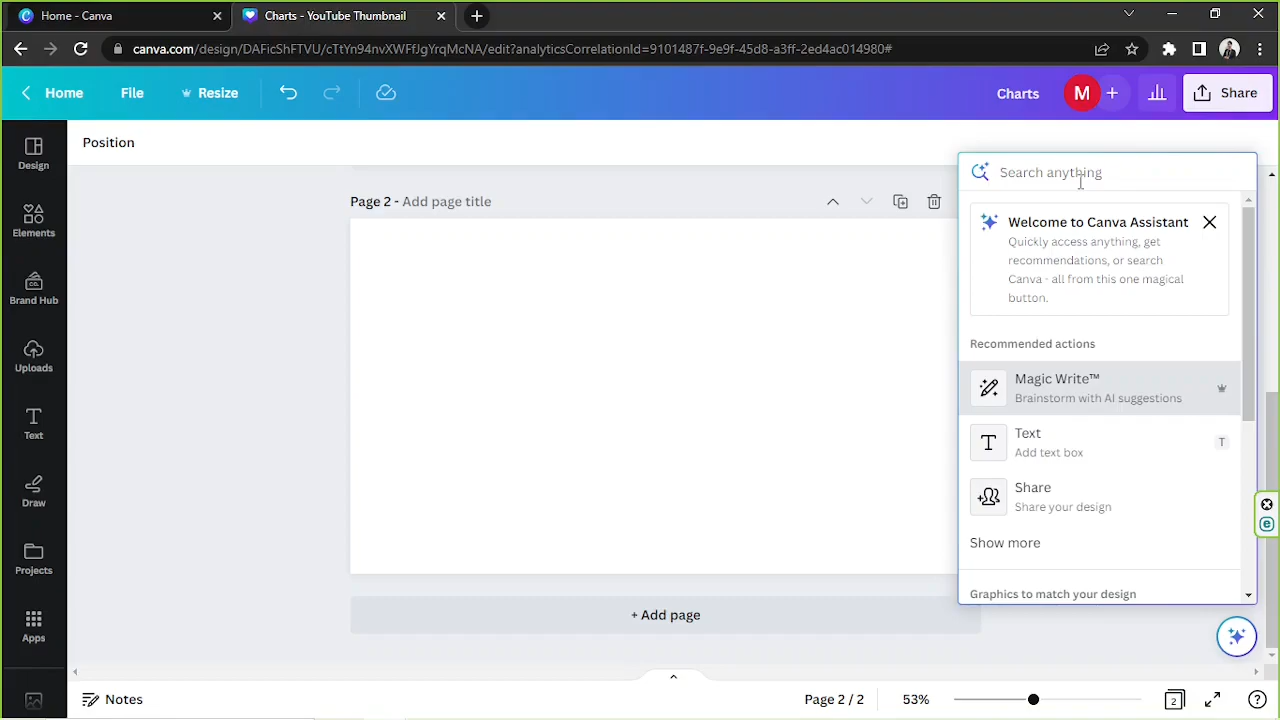 Home - Canva
Charts - YouTube Thumbnail
canva.com/design/DAFicShFTVU/cTtYn94nvXWFfJgYrqMcNA/edit?analyticsCorrelationId=9101487f-9e9f-45d8-a3ff-2ed4ac014980#
Home File Resize Charts M + Share
Position
Design
Elements
Brand Hub
CO.
Uploads
Text
Draw
Projects
Apps
Page 2 - Add page title
+ Add page
Search anything
Welcome to Canva Assistant
Quickly access anything, get
recommendations, or search
Canva - all from this one magical
button.
Recommended actions
Magic Write™
Brainstorm with AI suggestions
Text T
Add text box
Share
Share your design
Show more
Graphics to match your design
Notes Page 2 / 2 53% 2 ?